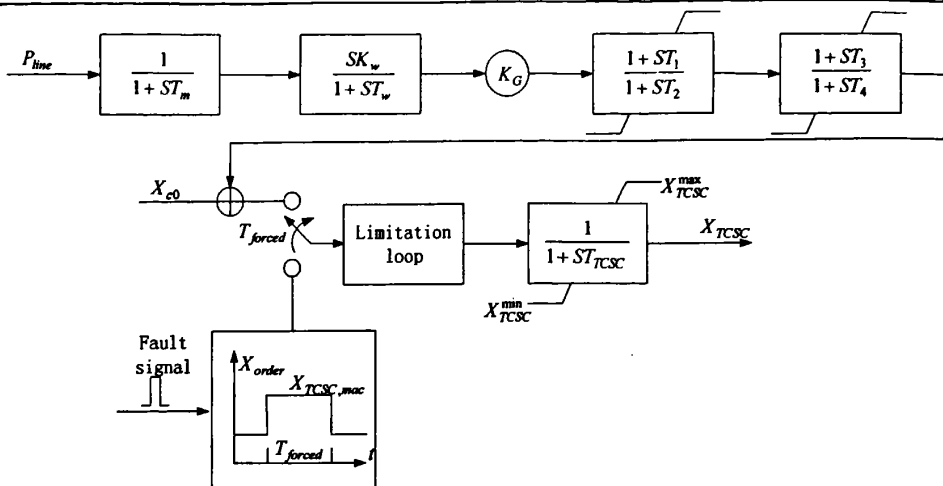 P_line
1
1 + ST_m
SK_w
1 + ST_w
K_G
1 + ST_1
1 + ST_2
1 + ST_3
1 + ST_4
X_c0
T_forced
Limitation
loop
X_TCSC^max
1
1 + ST_TCSC
X_TCSC^min
X_TCSC
Fault
signal
X_order
X_TCSC,mac
T_forced
t